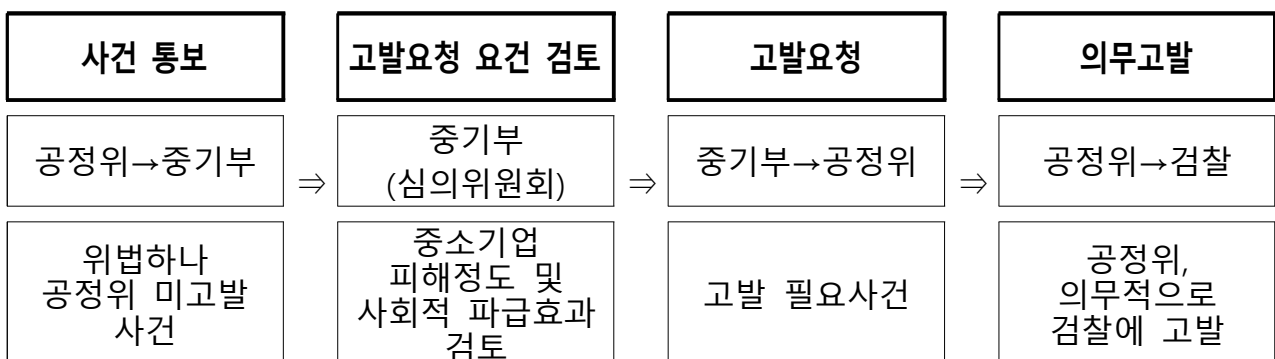 사건 통보
고발요청 요건 검토
고발요청
의무고발
공정위→중기부
⇒
중기부
(심의위원회)
⇒
중기부→공정위
⇒
공정위→검찰
위법하나
공정위 미고발
사건
중소기업
피해정도 및
사회적 파급효과
검토
고발 필요사건
공정위,
의무적으로
검찰에 고발